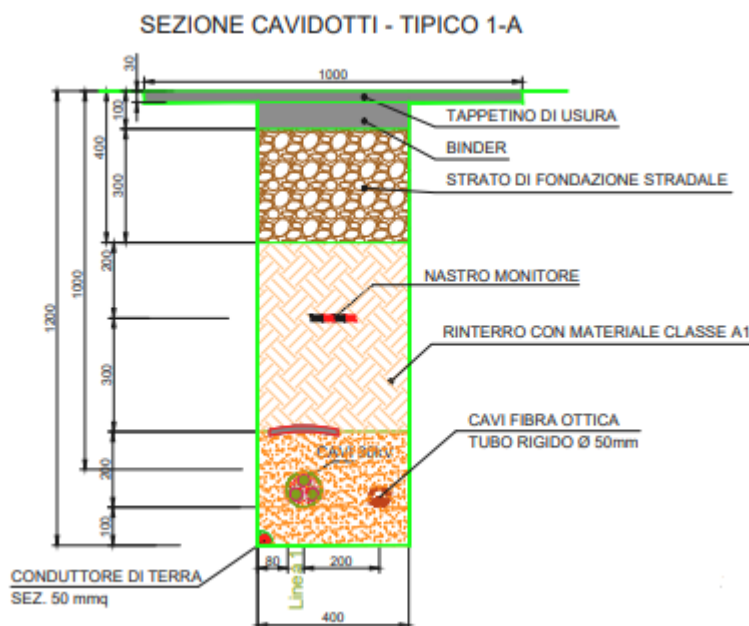 SEZIONE CAVIDOTTI - TIPICO 1-A
30
1000
100
TAPPETINO DI USURA
BINDER
400
300
STRATO DI FONDAZIONE STRADALE
200
1000
1200
NASTRO MONITORE
300
RINTERRO CON MATERIALE CLASSE A1
CAVI FIBRA OTTICA
TUBO RIGIDO Ø 50mm
CAVI 30kV
200
100
80
200
Linea 1
CONDUTTORE DI TERRA
SEZ. 50 mmq
400